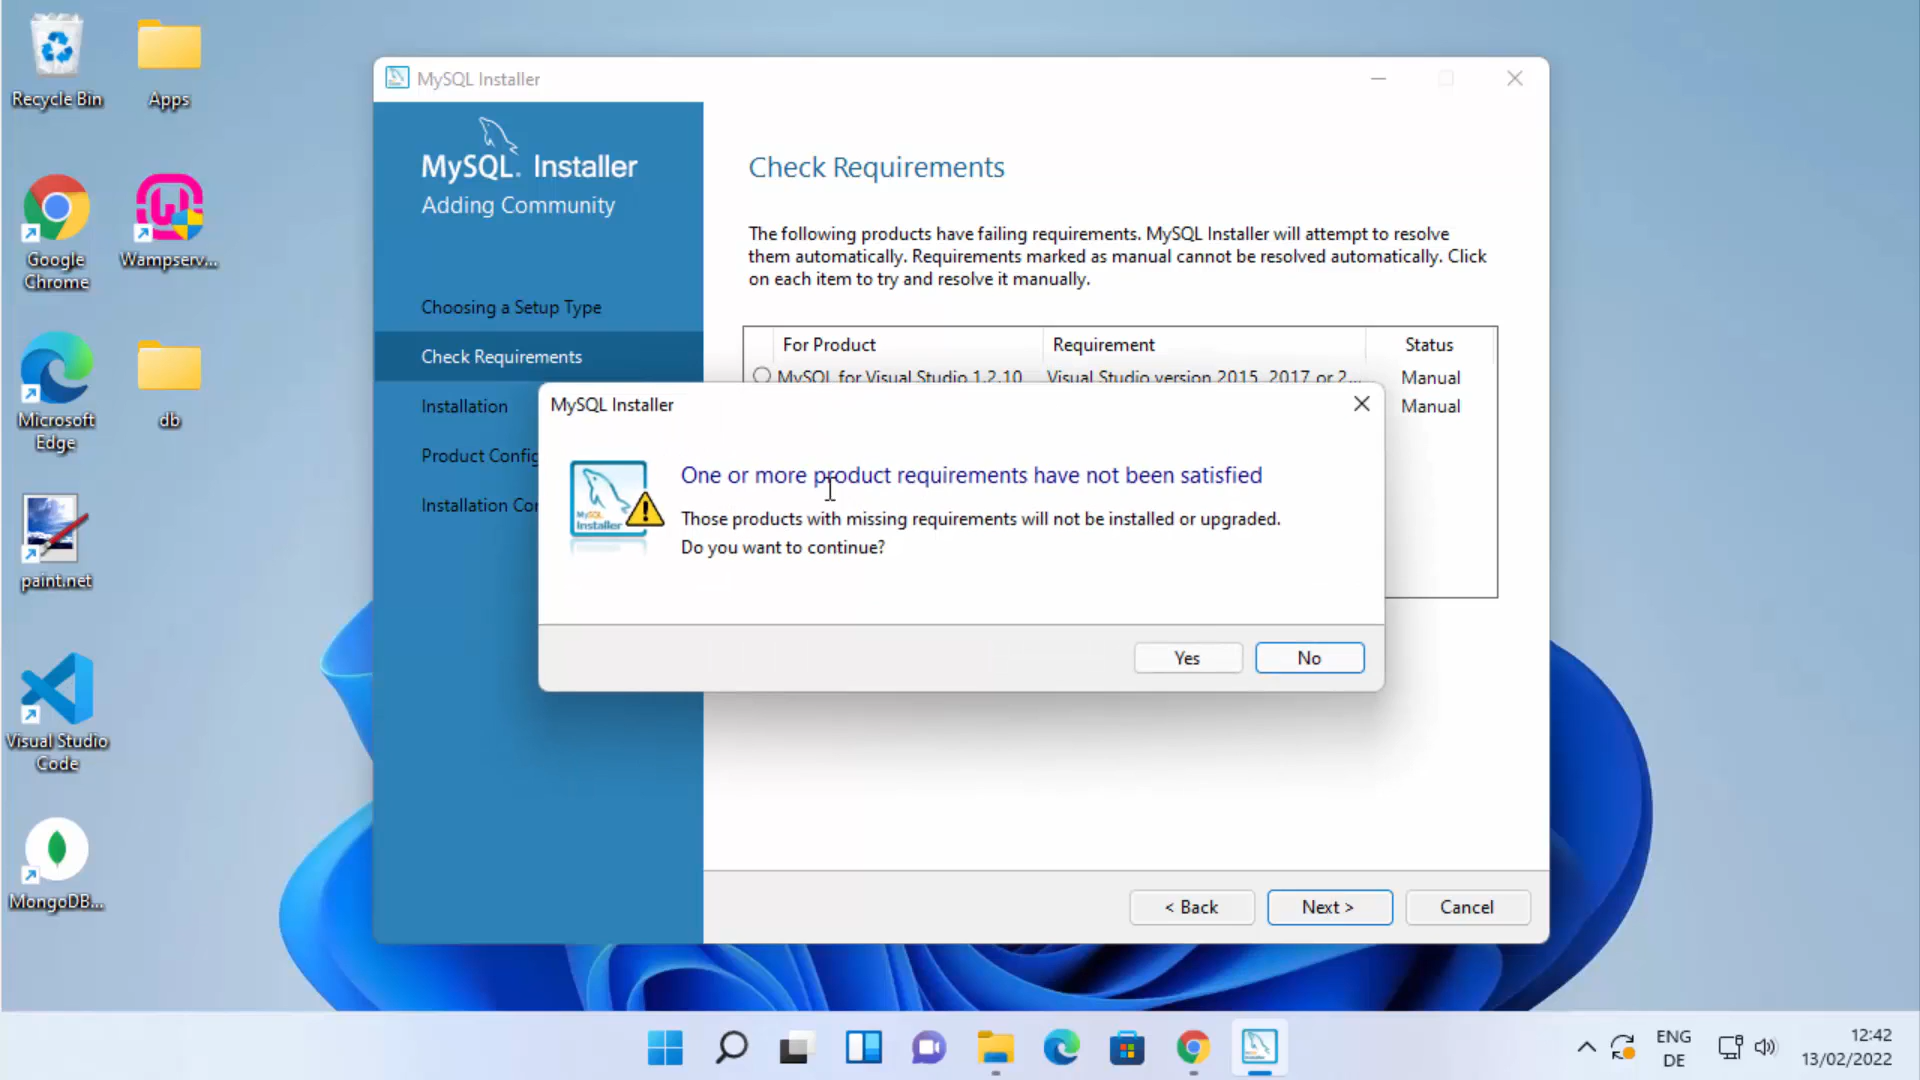 Recycle Bin
Apps
Google
Chrome
Wampserv...
Microsoft
Edge
db
paint.net
Visual Studio
Code
MongoDB...
MySQL Installer
MySQL. Installer
Adding Community
Choosing a Setup Type
Check Requirements
Installation
Product Config
Installation Co
Check Requirements
The following products have failing requirements. MySQL Installer will attempt to resolve
them automatically. Requirements marked as manual cannot be resolved automatically. Click
on each item to try and resolve it manually.
For Product Requirement Status
MySQL for Visual Studio 1.2.10 Visual Studio version 2015, 2017 or 2... Manual
Manual
MySQL Installer
MySQL
Installer
One or more product requirements have not been satisfied
Those products with missing requirements will not be installed or upgraded.
Do you want to continue?
Yes No
< Back Next > Cancel
ENG
DE
12:42
13/02/2022